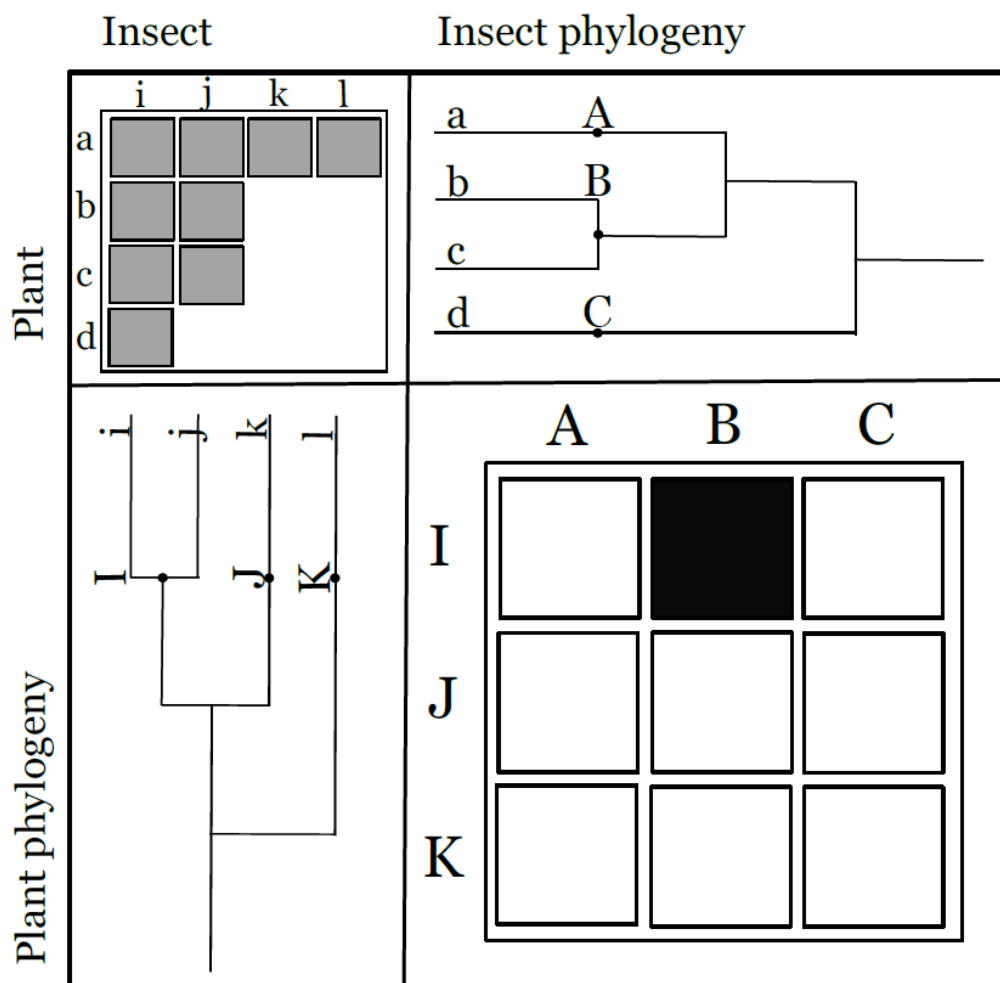 Insect
Insect phylogeny
i j k l
a
b
c
d
Plant
a A
b B
c
d C
i j k l
I J K
Plant phylogeny
A B C
I
J
K